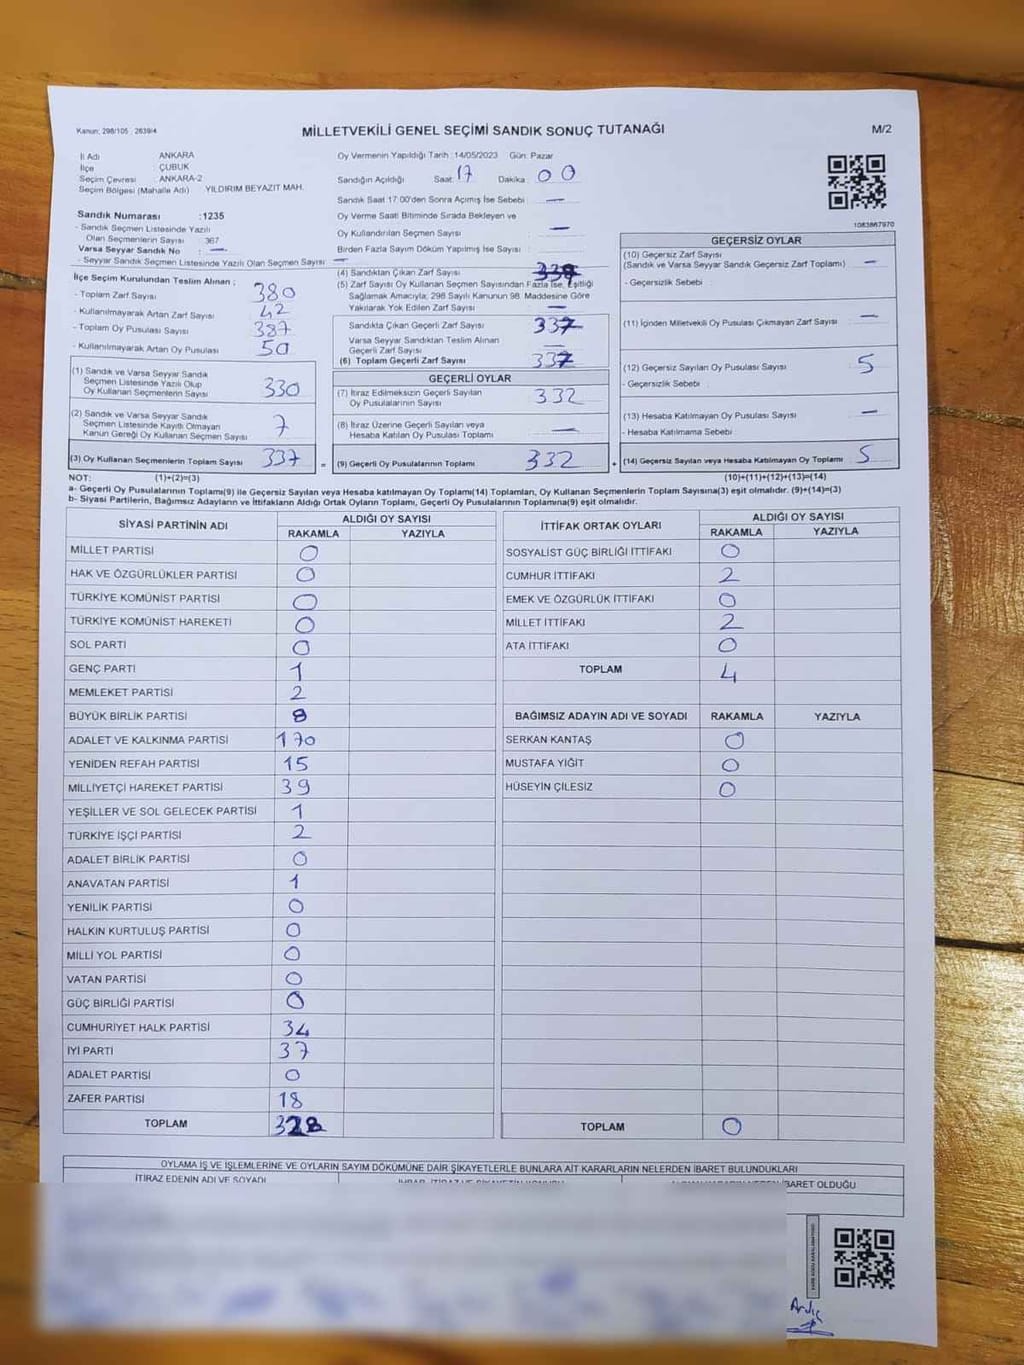 Kanun: 298/105 , 2839/4
MİLLETVEKİLİ GENEL SEÇİMİ SANDIK SONUÇ TUTANAĞI
M/2
İl Adı ANKARA
İlçe ÇUBUK
Seçim Çevresi : ANKARA-2
Seçim Bölgesi (Mahalle Adı) YILDIRIM BEYAZIT MAH.
Oy Vermenin Yapıldığı Tarih : 14/05/2023 Gün: Pazar
Sandığın Açıldığı Saat: 17 Dakika : 00
Sandık Saat 17:00'den Sonra Açımış İse Sebebi : —
Oy Verme Saati Bitiminde Sırada Bekleyen ve
Oy Kullandırılan Seçmen Sayısı : —
Birden Fazla Sayım Döküm Yapılmış İse Sayısı :
—
1083867970
Sandık Numarası :1235
- Sandık Seçmen Listesinde Yazılı
Olan Seçmenlerin Sayısı : 367
Varsa Seyyar Sandık No : —
- Seyyar Sandık Seçmen Listesinde Yazılı Olan Seçmen Sayısı
İlçe Seçim Kurulundan Teslim Alınan ;
- Toplam Zarf Sayısı 380
- Kullanılmayarak Artan Zarf Sayısı : 42
- Toplam Oy Pusulası Sayısı : 387
- Kullanılmayarak Artan Oy Pusulası 50
(1) Sandık ve Varsa Seyyar Sandık
Seçmen Listesinde Yazılı Olup
Oy Kullanan Seçmenlerin Sayısı 330
(2) Sandık ve Varsa Seyyar Sandık
Seçmen Listesinde Kayıtlı Olmayan
Kanun Gereği Oy Kullanan Seçmen Sayısı 7
(3) Oy Kullanan Seçmenlerin Toplam Sayısı 337
(1)+(2)=(3)
(4) Sandıktan Çıkan Zarf Sayısı
(5) Zarf Sayısı Oy Kullanan Seçmen Sayısından Fazla İse, Eşitliği
Sağlamak Amacıyla; 298 Sayılı Kanunun 98. Maddesine Göre
Yakılarak Yok Edilen Zarf Sayısı : —
Sandıkta Çıkan Geçerli Zarf Sayısı 337
Varsa Seyyar Sandıktan Teslim Alınan
Geçerli Zarf Sayısı : —
(6) Toplam Geçerli Zarf Sayısı 337
GEÇERLİ OYLAR
(7) İtiraz Edilmeksizin Geçerli Sayılan
Oy Pusulalarının Sayısı : 332
(8) İtiraz Üzerine Geçerli Sayılan veya
Hesaba Katılan Oy Pusulası Toplamı —
= (9) Geçerli Oy Pusulalarının Toplamı 332 +
GEÇERSİZ OYLAR
(10) Geçersiz Zarf Sayısı
(Sandık ve Varsa Seyyar Sandık Geçersiz Zarf Toplamı) —
- Geçersizlik Sebebi :
(11) İçinden Milletvekili Oy Pusulası Çıkmayan Zarf Sayısı : —
(12) Geçersiz Sayılan Oy Pusulası Sayısı 5
- Geçersizlik Sebebi :
(13) Hesaba Katılmayan Oy Pusulası Sayısı —
- Hesaba Katılmama Sebebi :
(14) Geçersiz Sayılan veya Hesaba Katılmayan Oy Toplamı 5
(10)+(11)+(12)+(13)=(14)
NOT:
a- Geçerli Oy Pusulalarının Toplamı(9) ile Geçersiz Sayılan veya Hesaba katılmayan Oy Toplamı(14) Toplamları, Oy Kullanan Seçmenlerin Toplam Sayısına(3) eşit olmalıdır. (9)+(14)=(3)
b- Siyasi Partilerin, Bağımsız Adayların ve İttifakların Aldığı Ortak Oyların Toplamı, Geçerli Oy Pusulalarının Toplamına(9) eşit olmalıdır.
SİYASİ PARTİNİN ADI ALDIĞI OY SAYISI
RAKAMLA YAZIYLA
MİLLET PARTİSİ 0
HAK VE ÖZGÜRLÜKLER PARTİSİ 0
TÜRKİYE KOMÜNİST PARTİSİ 0
TÜRKİYE KOMÜNİST HAREKETİ 0
SOL PARTİ 0
GENÇ PARTİ 1
MEMLEKET PARTİSİ 2
BÜYÜK BİRLİK PARTİSİ 8
ADALET VE KALKINMA PARTİSİ 170
YENİDEN REFAH PARTİSİ 15
MİLLİYETÇİ HAREKET PARTİSİ 39
YEŞİLLER VE SOL GELECEK PARTİSİ 1
TÜRKİYE İŞÇİ PARTİSİ 2
ADALET BİRLİK PARTİSİ 0
ANAVATAN PARTİSİ 1
YENİLİK PARTİSİ 0
HALKIN KURTULUŞ PARTİSİ 0
MİLLİ YOL PARTİSİ 0
VATAN PARTİSİ 0
GÜÇ BİRLİĞİ PARTİSİ 0
CUMHURİYET HALK PARTİSİ 34
İYİ PARTİ 37
ADALET PARTİSİ 0
ZAFER PARTİSİ 18
TOPLAM 328
İTTİFAK ORTAK OYLARI ALDIĞI OY SAYISI
RAKAMLA YAZIYLA
SOSYALİST GÜÇ BİRLİĞİ İTTİFAKI 0
CUMHUR İTTİFAKI 2
EMEK VE ÖZGÜRLÜK İTTİFAKI 0
MİLLET İTTİFAKI 2
ATA İTTİFAKI 0
TOPLAM 4
BAĞIMSIZ ADAYIN ADI VE SOYADI RAKAMLA YAZIYLA
SERKAN KANTAŞ 0
MUSTAFA YİĞİT 0
HÜSEYİN ÇİLESİZ 0
TOPLAM 0
OYLAMA İŞ VE İŞLEMLERİNE VE OYLARIN SAYIM DÖKÜMÜNE DAİR ŞİKAYETLERLE BUNLARA AİT KARARLARIN NELERDEN İBARET BULUNDUKLARI
İTİRAZ EDENİN ADI VE SOYADI
İBARET OLDUĞU
Ardıç